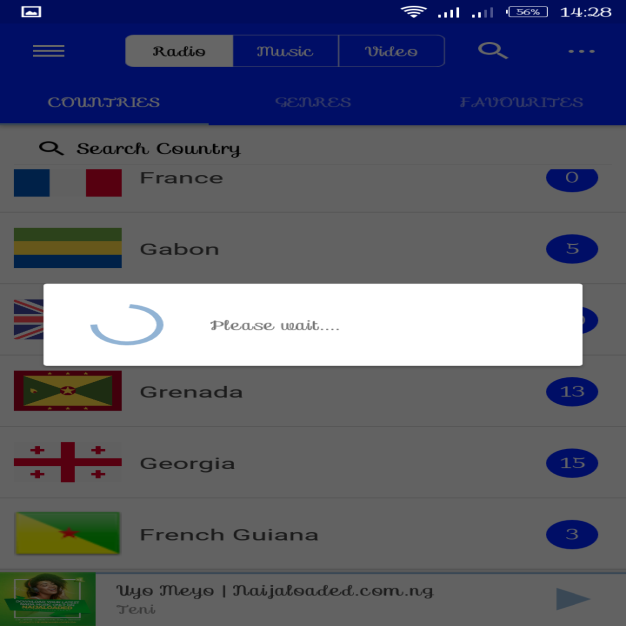 56% 14:28
Radio Music Video
COUNTRIES GENRES FAVOURITES
Search Country
France 0
Gabon 5
Please wait....
Grenada 13
Georgia 15
French Guiana 3
Uyo Meyo | Naijaloaded.com.ng
Teni